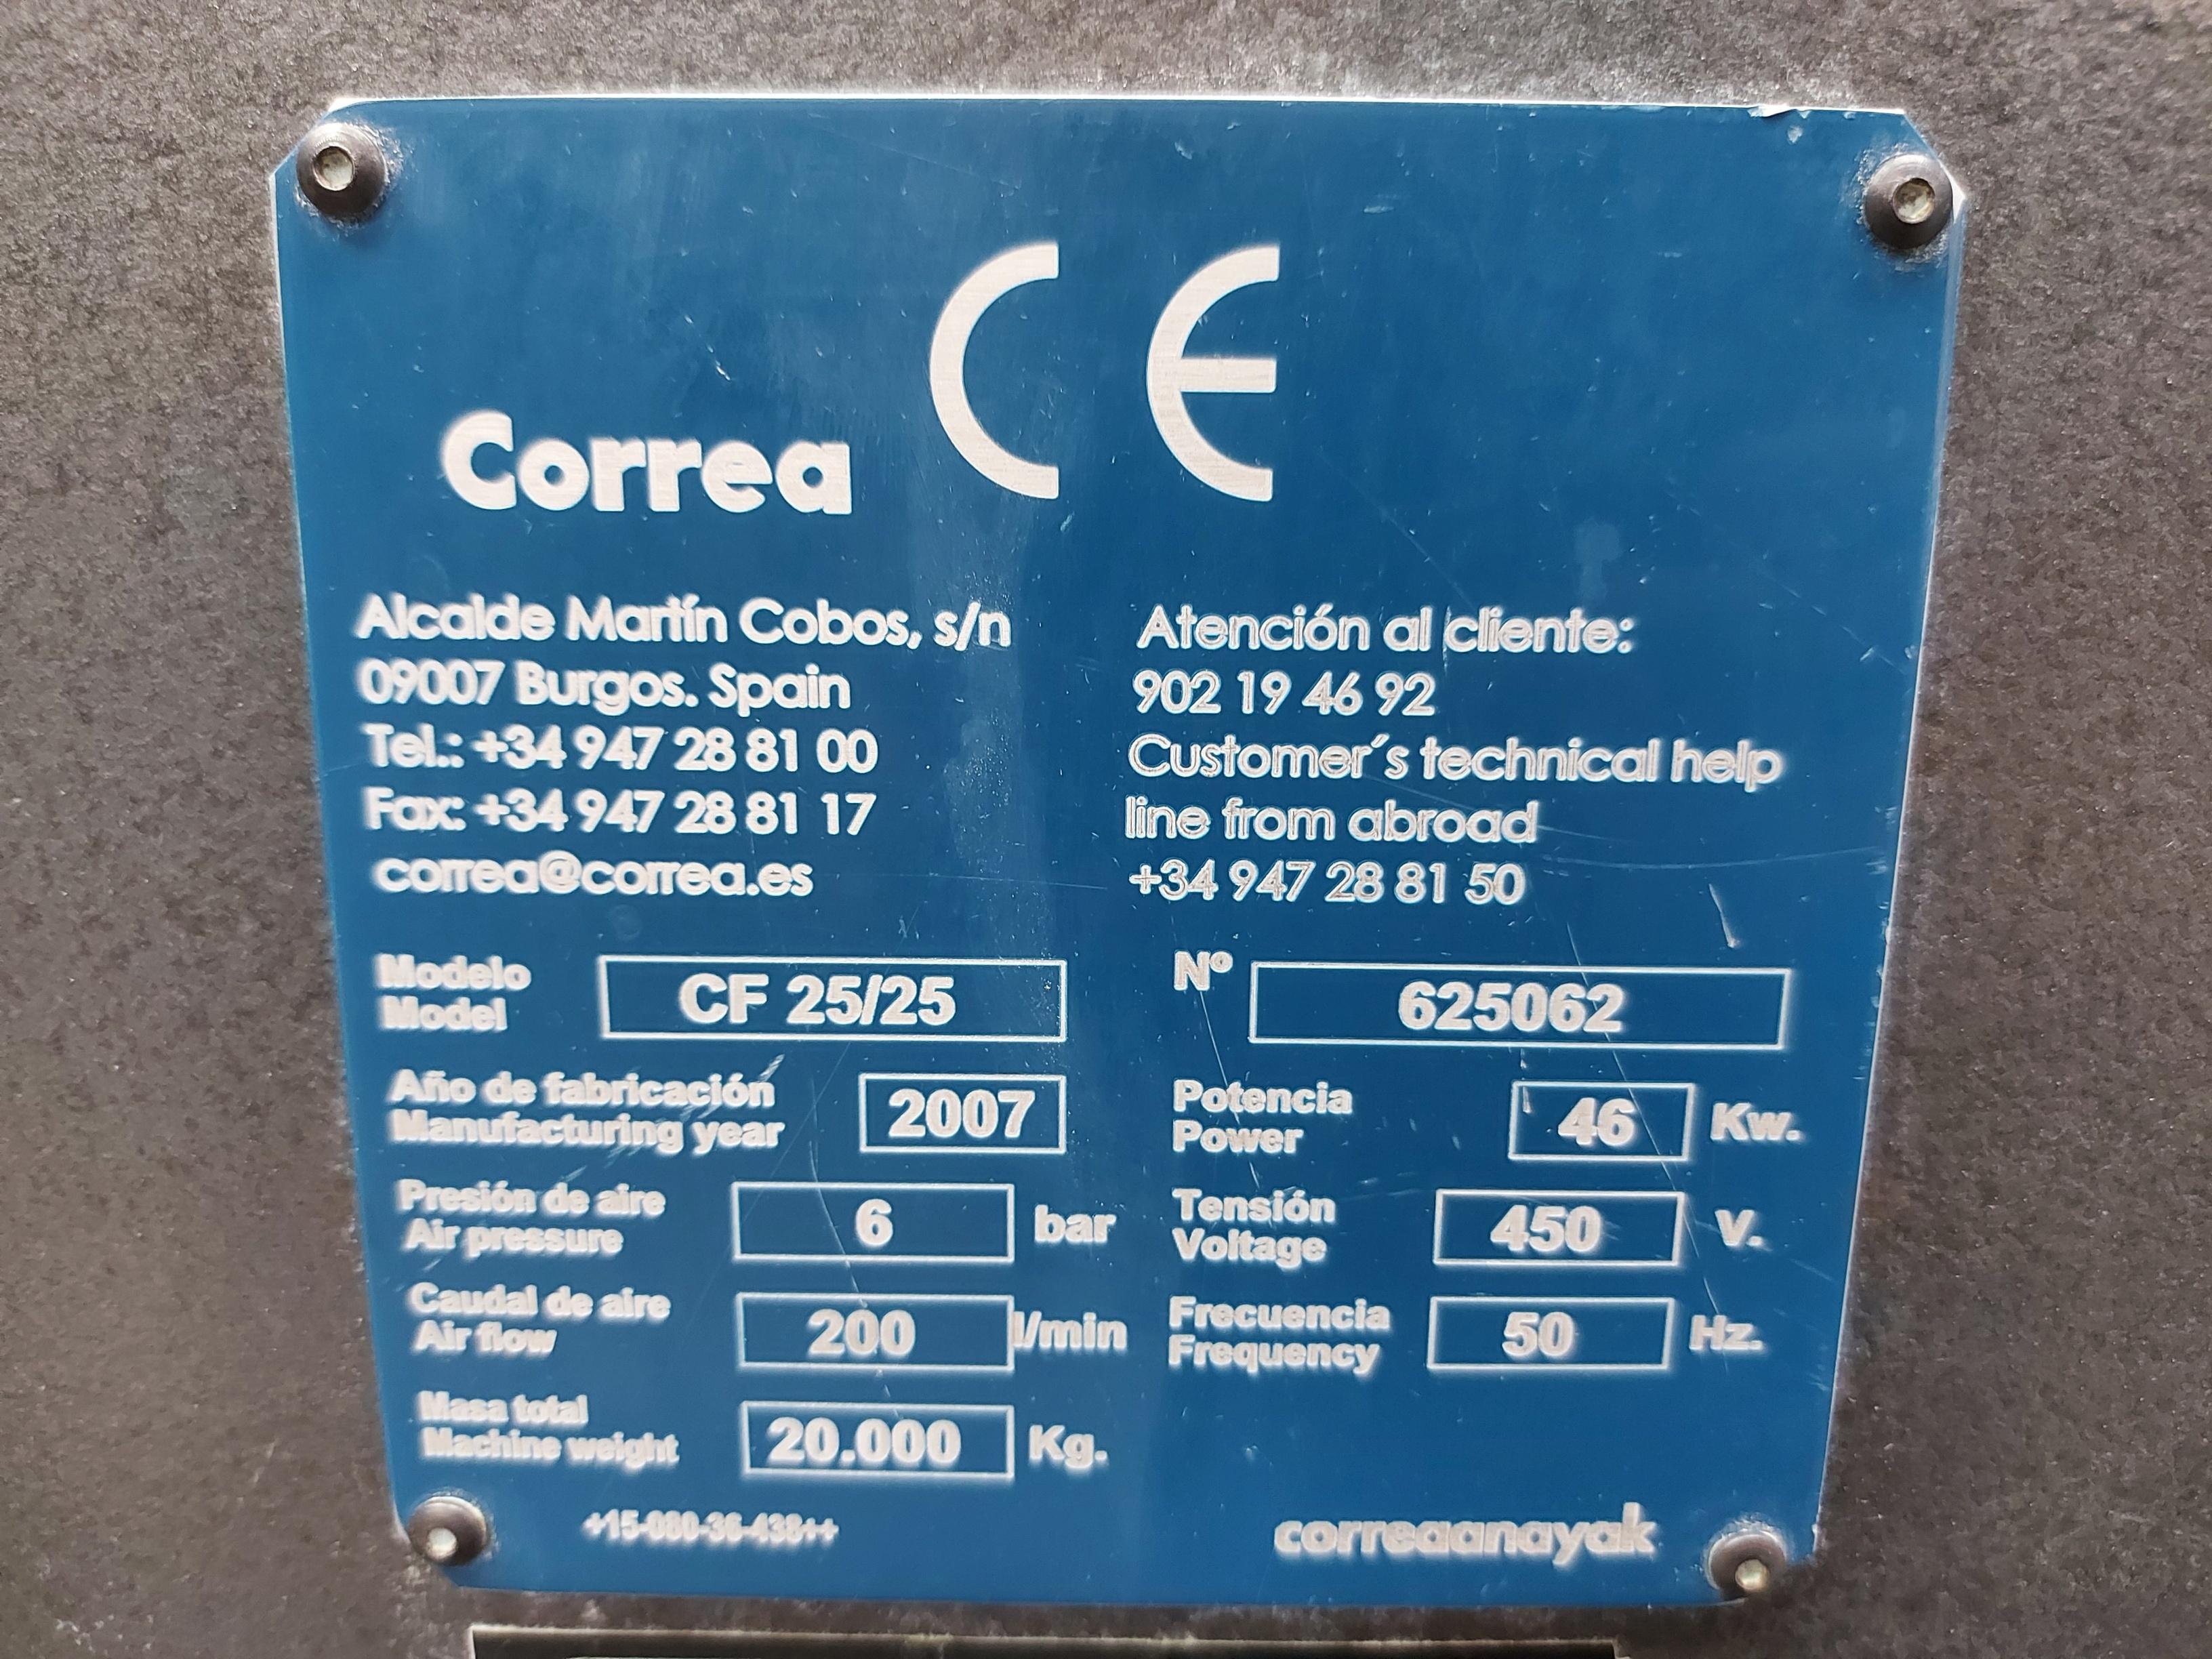 CE
Correa
Alcalde Martín Cobos, s/n
09007 Burgos. Spain
Tel.: +34 947 28 81 00
Fax: +34 947 28 81 17
correa@correa.es
Atención al cliente:
902 19 46 92
Customer´s technical help
line from abroad
+34 947 28 81 50
Modelo
Model
CF 25/25
Nº
625062
Año de fabricación
Manufacturing year
2007
Potencia
Power
46 Kw.
Presión de aire
Air pressure
6 bar
Tensión
Voltage
450 V.
Caudal de aire
Air flow
200 l/min
Frecuencia
Frequency
50 Hz.
Masa total
Machine weight
20.000 Kg.
+15-080-36-438++
correaanayak